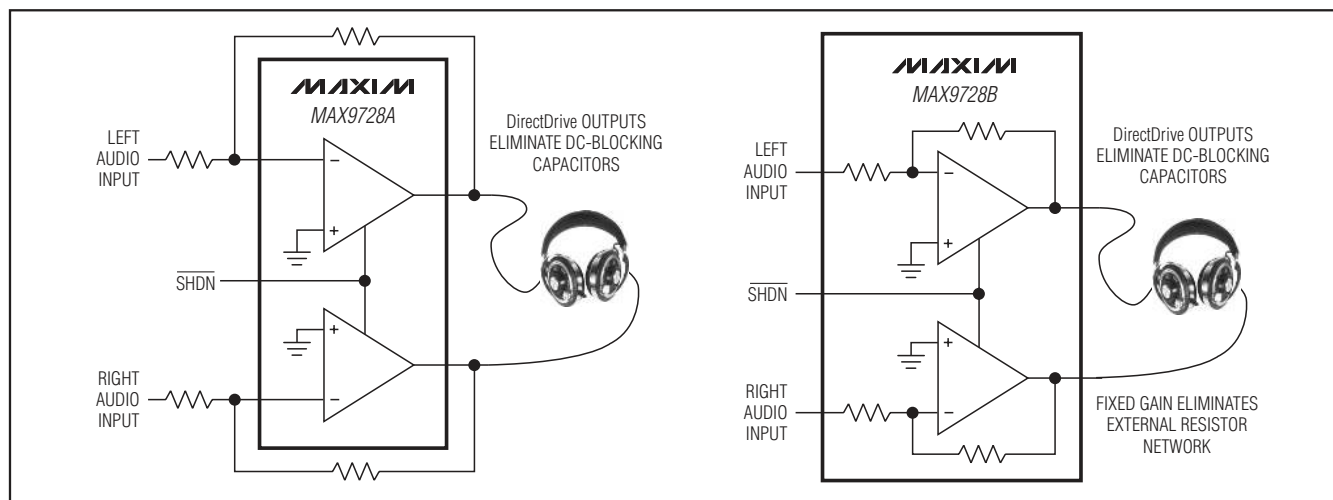 MAXIM
MAX9728A
LEFT
AUDIO
INPUT
−
+
SHDN
+
−
RIGHT
AUDIO
INPUT
DirectDrive OUTPUTS
ELIMINATE DC-BLOCKING
CAPACITORS
MAXIM
MAX9728B
LEFT
AUDIO
INPUT
−
+
SHDN
+
−
RIGHT
AUDIO
INPUT
DirectDrive OUTPUTS
ELIMINATE DC-BLOCKING
CAPACITORS
FIXED GAIN ELIMINATES
EXTERNAL RESISTOR
NETWORK